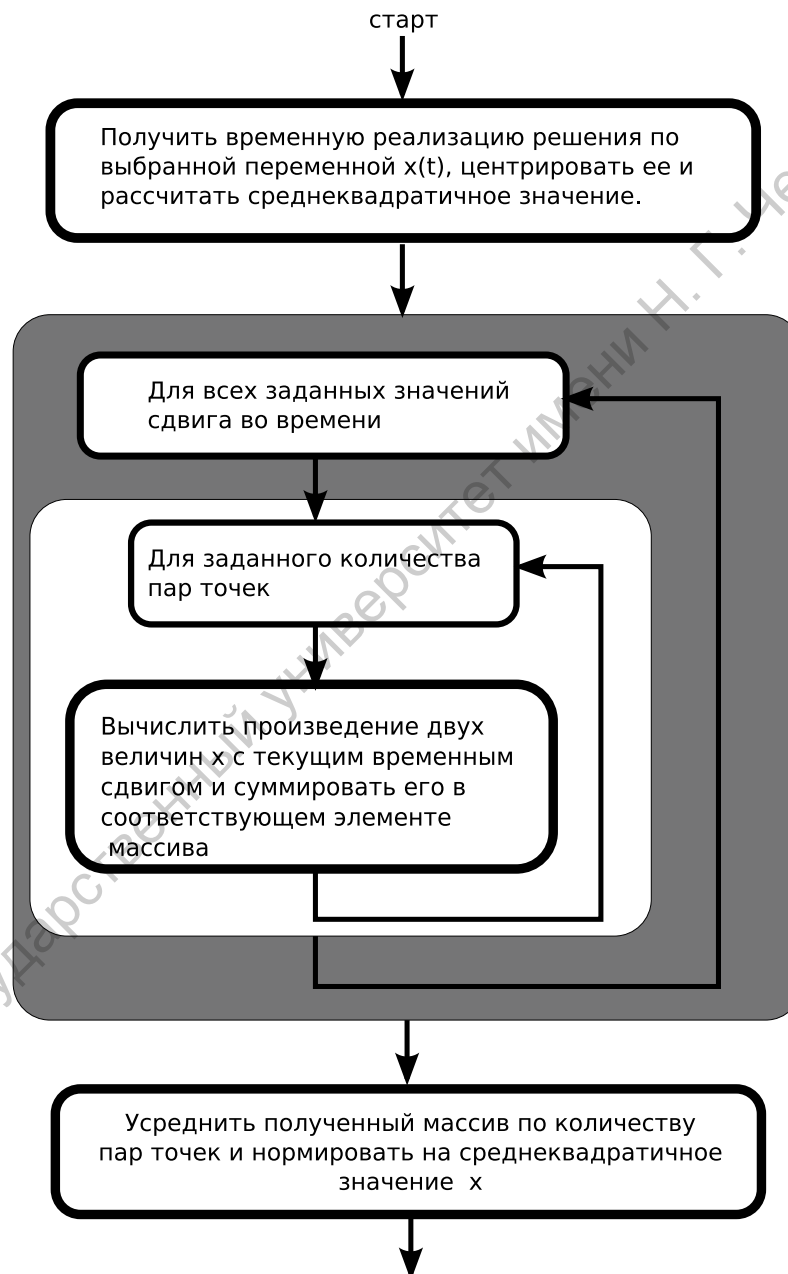 старт
Получить временную реализацию решения по
выбранной переменной x(t), центрировать ее и
рассчитать среднеквадратичное значение.
Для всех заданных значений
сдвига во времени
Для заданного количества
пар точек
Вычислить произведение двух
величин x с текущим временным
сдвигом и суммировать его в
соответствующем элементе
массива
Усреднить полученный массив по количеству
пар точек и нормировать на среднеквадратичное
значение x
университет имени Н. Г.